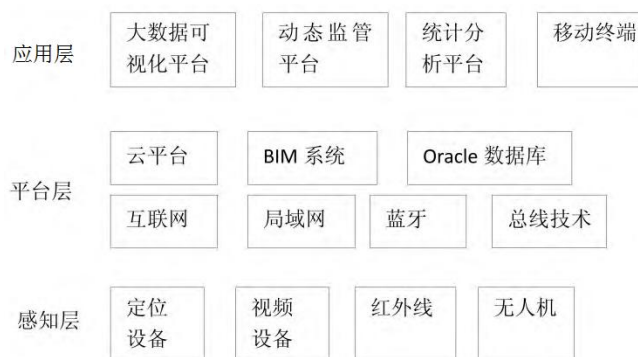 应用层
大数据可
视化平台
动态监管
平台
统计分
析平台
移动终端
平台层
云平台
BIM 系统
Oracle 数据库
互联网
局域网
蓝牙
总线技术
感知层
定位
设备
视频
设备
红外线
无人机